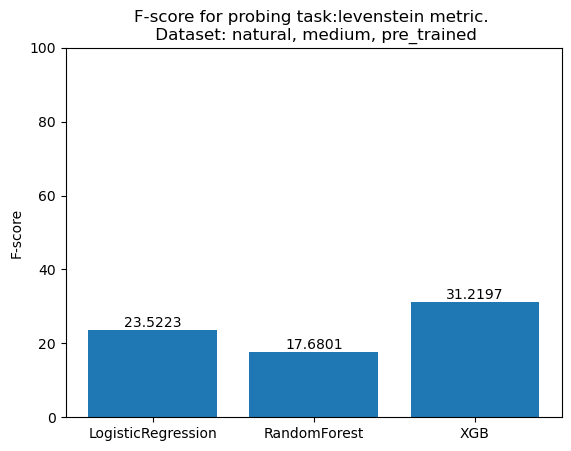 F-score for probing task:levenstein metric.
Dataset: natural, medium, pre_trained
100
80
60
40
20
0
F-score
23.5223
17.6801
31.2197
LogisticRegression
RandomForest
XGB